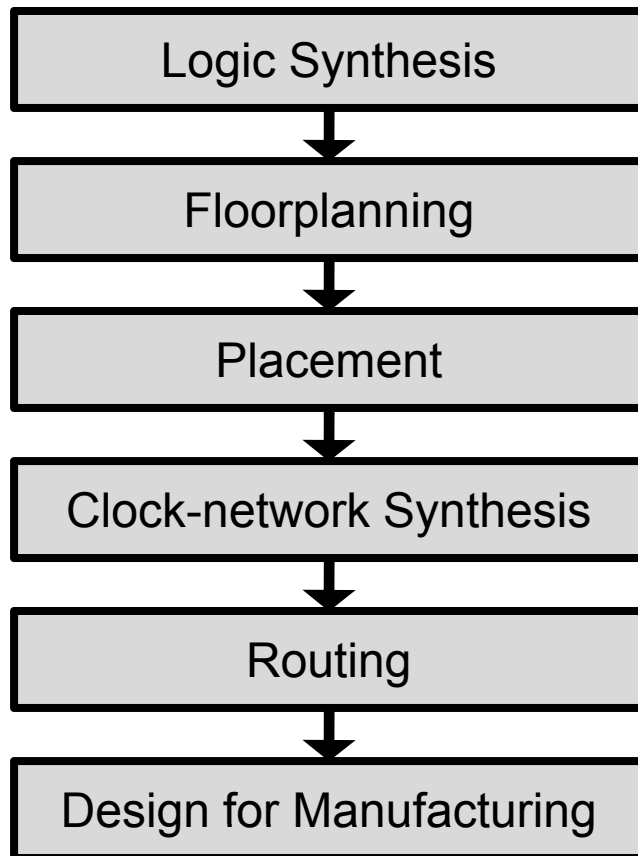 Logic Synthesis
Floorplanning
Placement
Clock-network Synthesis
Routing
Design for Manufacturing